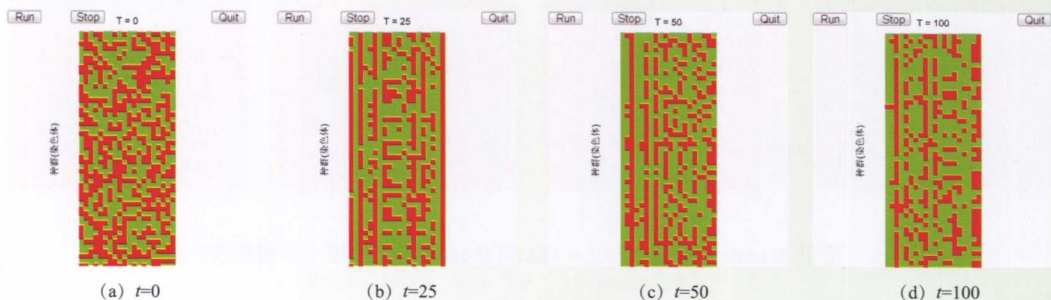 Run Stop T = 0 Quit
Run Stop T = 25 Quit
Run Stop T = 50 Quit
Run Stop T = 100 Quit
种群(染色体)
种群(染色体)
种群(染色体)
种群(染色体)
(a) t=0
(b) t=25
(c) t=50
(d) t=100